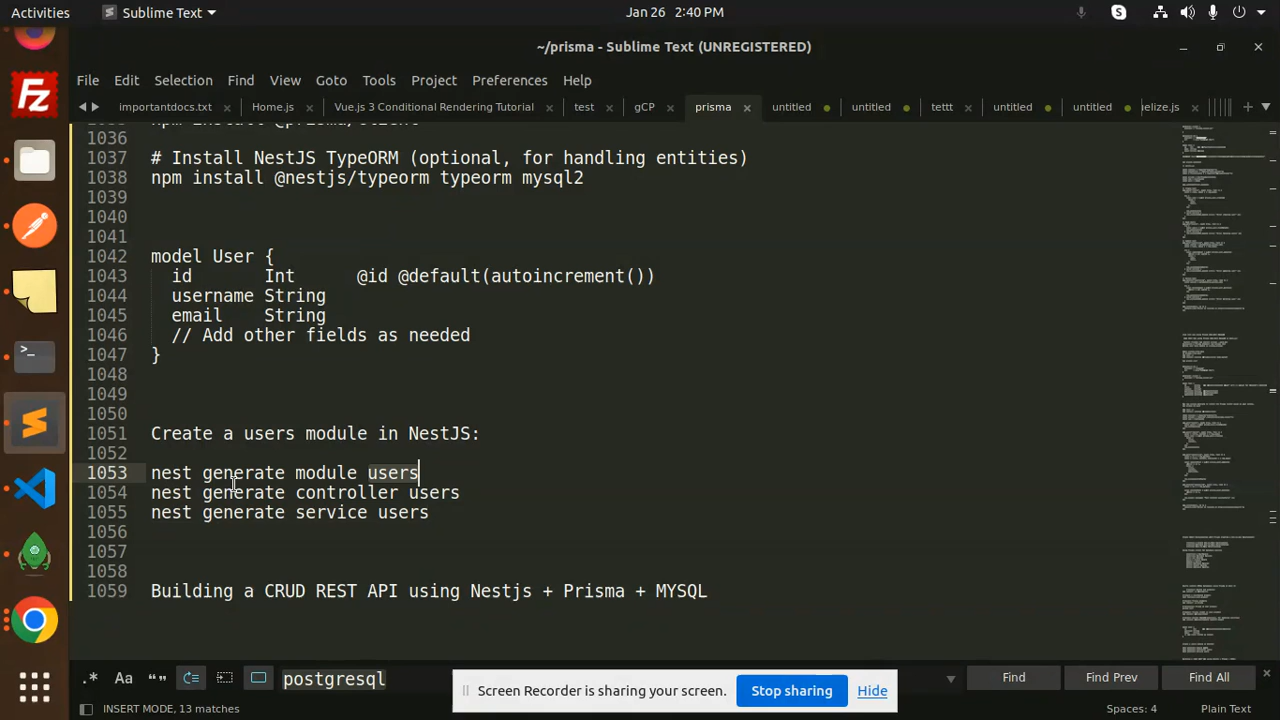 Activities
Sublime Text
Jan 26 2:40 PM
~/prisma - Sublime Text (UNREGISTERED)
File Edit Selection Find View Goto Tools Project Preferences Help
importantdocs.txt Home.js Vue.js 3 Conditional Rendering Tutorial test gCP prisma untitled untitled tettt untitled untitled elize.js
1036
1037 # Install NestJS TypeORM (optional, for handling entities)
1038 npm install @nestjs/typeorm typeorm mysql2
1039
1040
1041
1042 model User {
1043 id Int @id @default(autoincrement())
1044 username String
1045 email String
1046 // Add other fields as needed
1047 }
1048
1049
1050
1051 Create a users module in NestJS:
1052
1053 nest generate module users
1054 nest generate controller users
1055 nest generate service users
1056
1057
1058
1059 Building a CRUD REST API using Nestjs + Prisma + MYSQL
.* Aa postgresql Find Find Prev Find All
Screen Recorder is sharing your screen. Stop sharing Hide
INSERT MODE, 13 matches
Spaces: 4 Plain Text